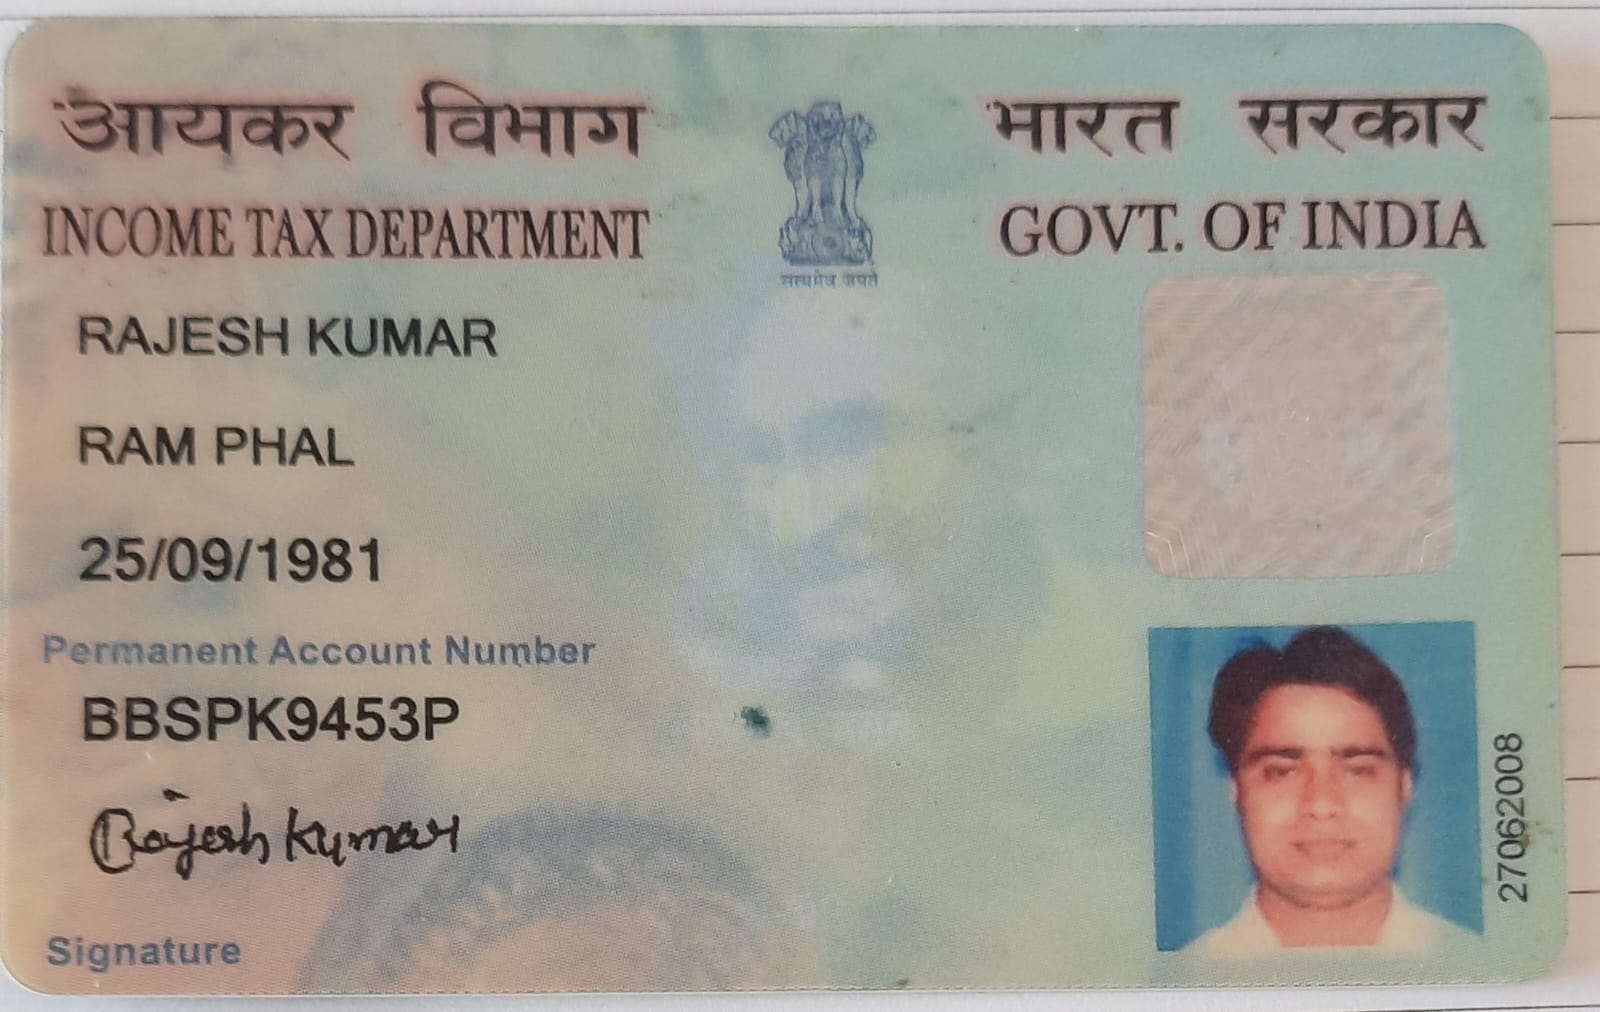 आयकर विभाग
INCOME TAX DEPARTMENT
सत्यमेव जयते
भारत सरकार
GOVT. OF INDIA
RAJESH KUMAR
RAM PHAL
25/09/1981
Permanent Account Number
BBSPK9453P
Rajesh Kumar
Signature
27062008